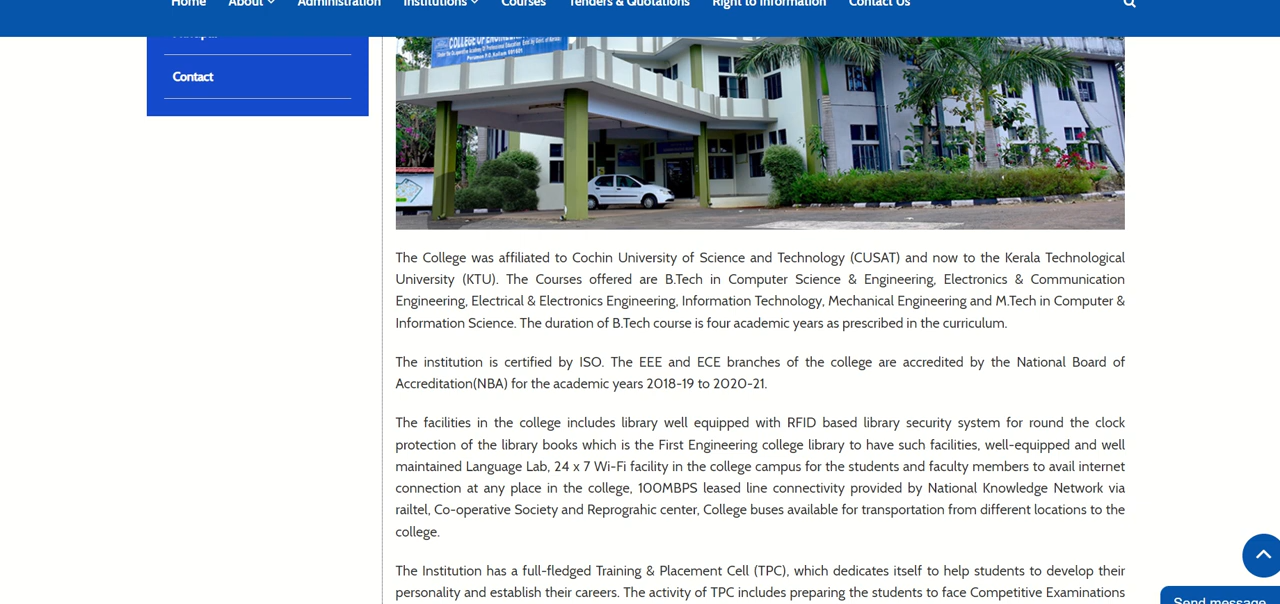 Home About Administration Institutions Courses Tenders & Quotations Right to Information Contact Us
Contact
COLLEGE OF ENGINEERING
Perumon P.O, Kollam 691601
The College was affiliated to Cochin University of Science and Technology (CUSAT) and now to the Kerala Technological
University (KTU). The Courses offered are B.Tech in Computer Science & Engineering, Electronics & Communication
Engineering, Electrical & Electronics Engineering, Information Technology, Mechanical Engineering and M.Tech in Computer &
Information Science. The duration of B.Tech course is four academic years as prescribed in the curriculum.
The institution is certified by ISO. The EEE and ECE branches of the college are accredited by the National Board of
Accreditation(NBA) for the academic years 2018-19 to 2020-21.
The facilities in the college includes library well equipped with RFID based library security system for round the clock
protection of the library books which is the First Engineering college library to have such facilities, well-equipped and well
maintained Language Lab, 24 x 7 Wi-Fi facility in the college campus for the students and faculty members to avail internet
connection at any place in the college, 100MBPS leased line connectivity provided by National Knowledge Network via
railtel, Co-operative Society and Reprograhic center, College buses available for transportation from different locations to the
college.
The Institution has a full-fledged Training & Placement Cell (TPC), which dedicates itself to help students to develop their
personality and establish their careers. The activity of TPC includes preparing the students to face Competitive Examinations
Send message